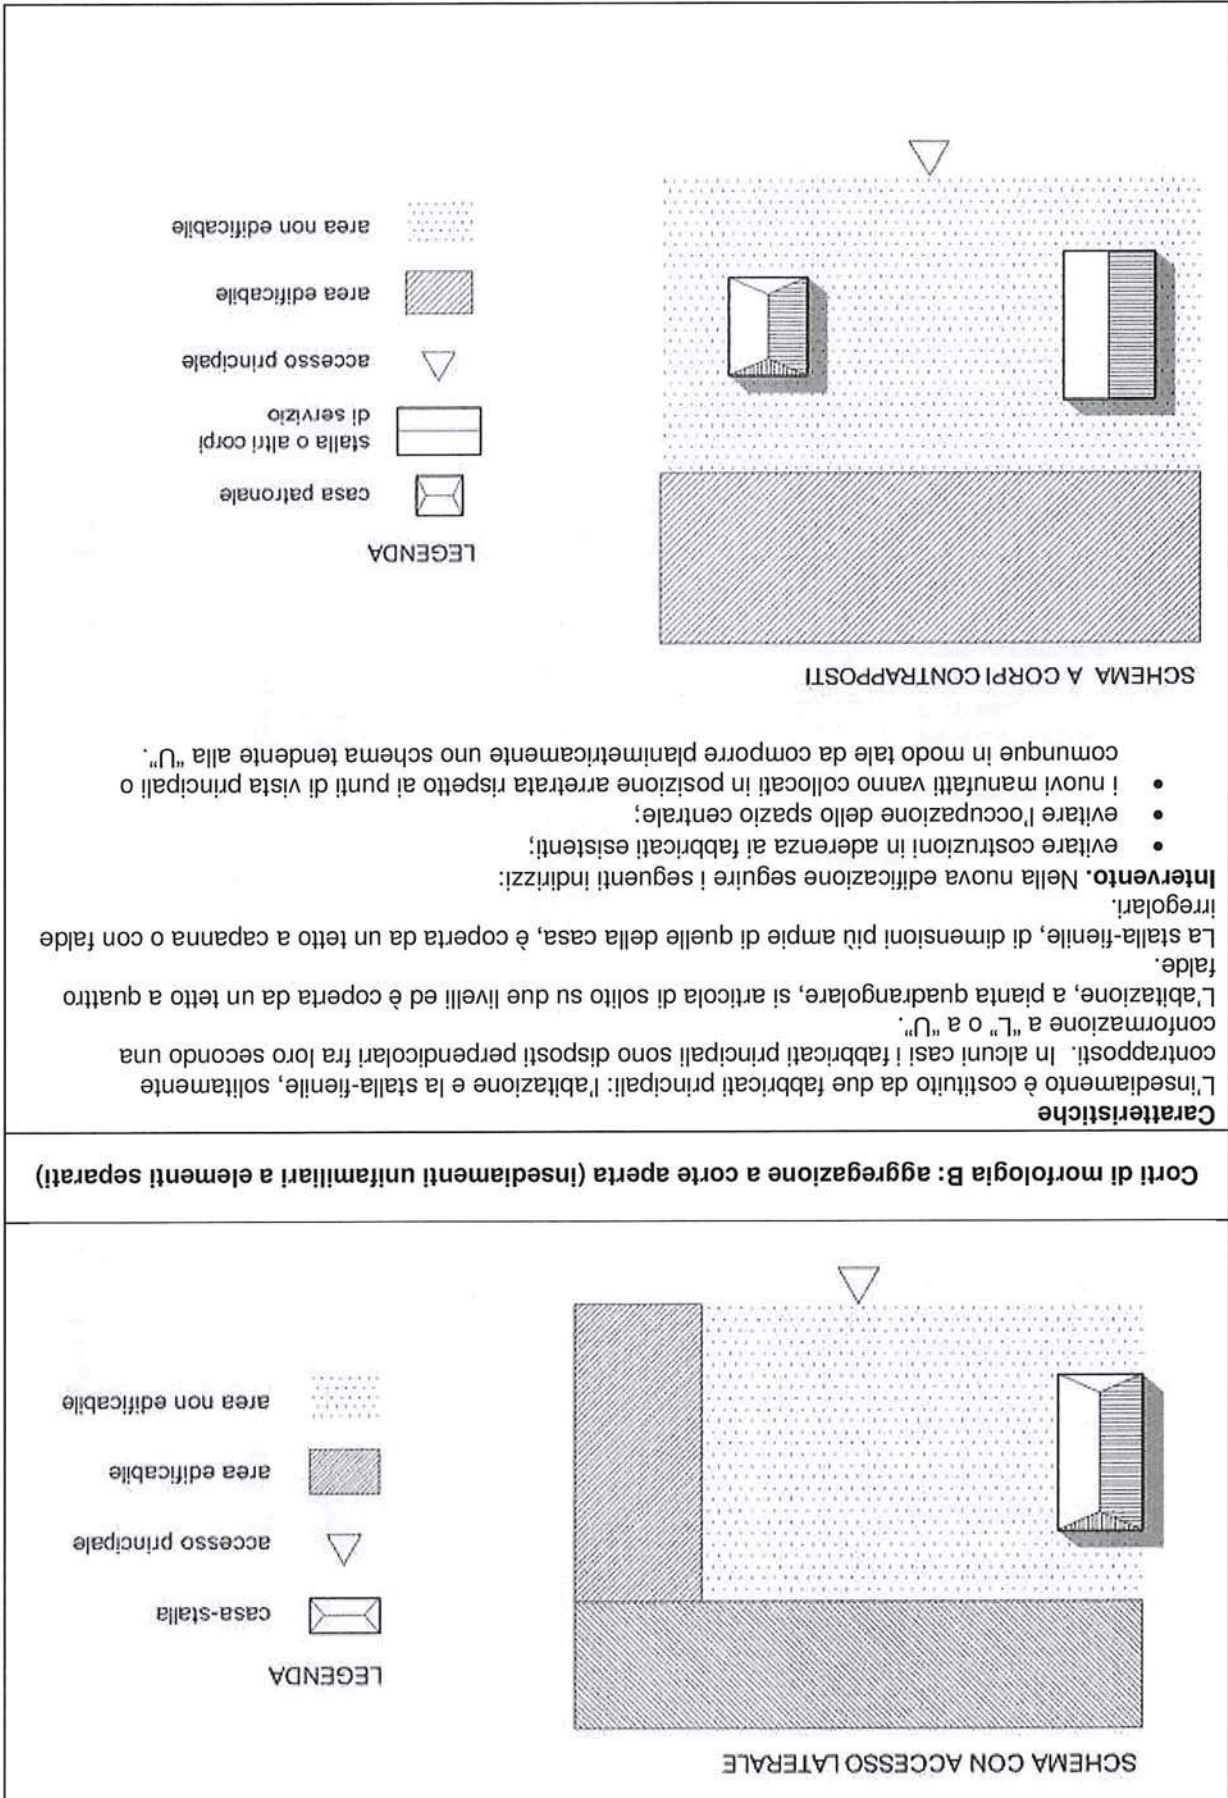 SCHEMA CON ACCESSO LATERALE
LEGENDA
casa-stalla
accesso principale
area edificabile
area non edificabile
Corti di morfologia B: aggregazione a corte aperta (insediamenti unifamiliari a elementi separati)
Caratteristiche
L'insediamento è costituito da due fabbricati principali: l'abitazione e la stalla-fienile, solitamente
contrapposti. In alcuni casi i fabbricati principali sono disposti perpendicolari fra loro secondo una
conformazione a "L" o a "U".
L'abitazione, a pianta quadrangolare, si articola di solito su due livelli ed è coperta da un tetto a quattro
falde.
La stalla-fienile, di dimensioni più ampie di quelle della casa, è coperta da un tetto a capanna o con falde
irregolari.
Intervento. Nella nuova edificazione seguire i seguenti indirizzi:
• evitare costruzioni in aderenza ai fabbricati esistenti;
• evitare l'occupazione dello spazio centrale;
• i nuovi manufatti vanno collocati in posizione arretrata rispetto ai punti di vista principali o
comunque in modo tale da comporre planimetricamente uno schema tendente alla "U".
SCHEMA A CORPI CONTRAPPOSTI
LEGENDA
casa patronale
stalla o altri corpi
di servizio
accesso principale
area edificabile
area non edificabile